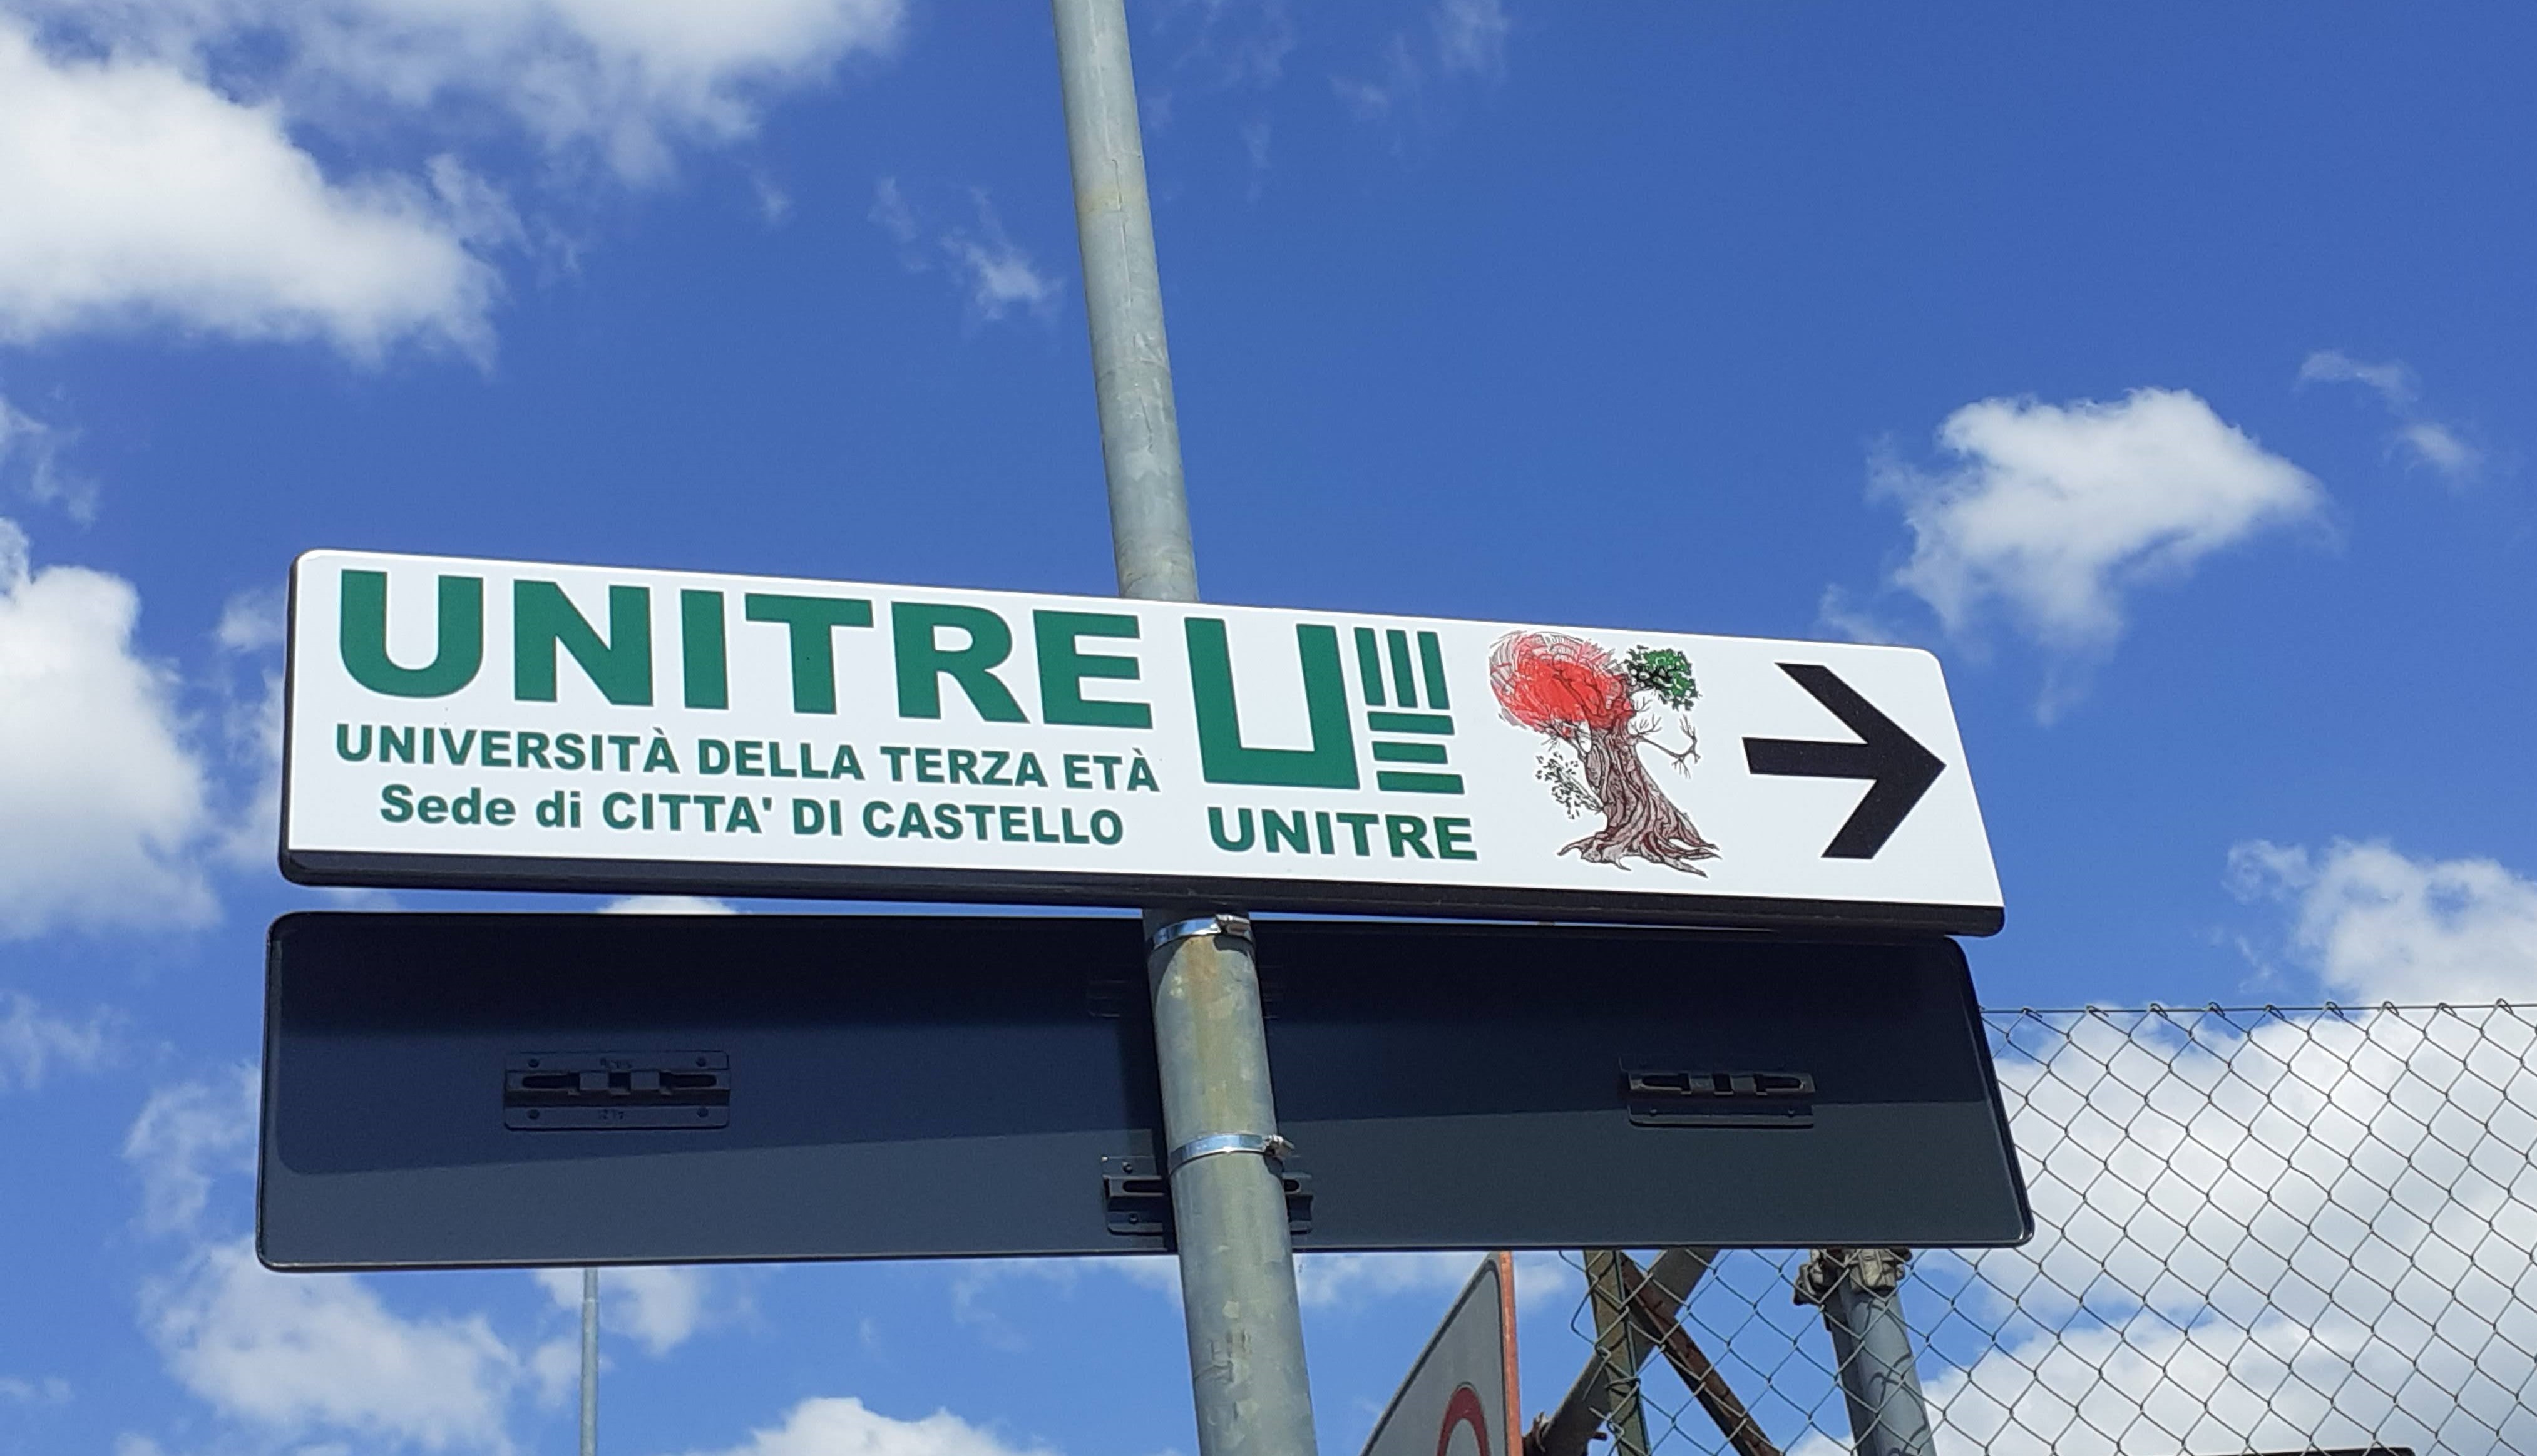 UNITRE
UNIVERSITÀ DELLA TERZA ETÀ
Sede di CITTA' DI CASTELLO
UNITRE